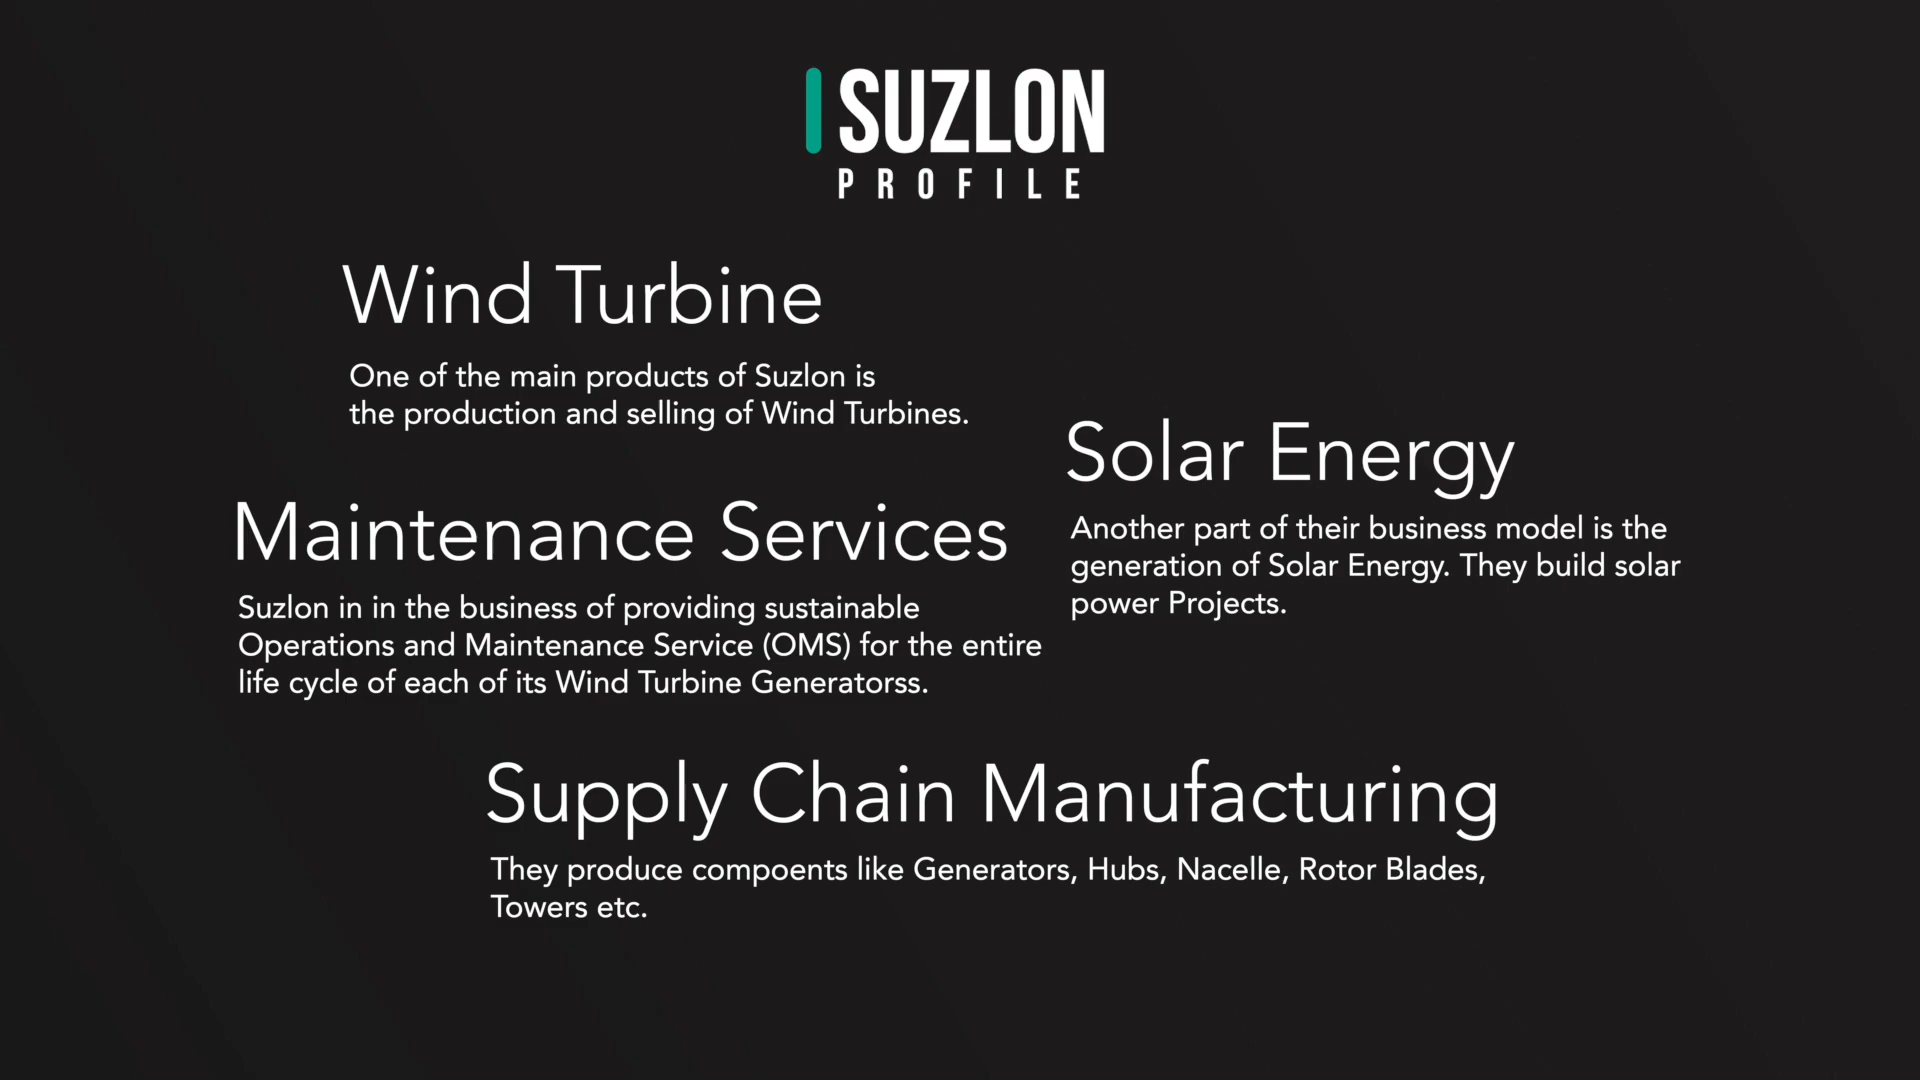 SUZLON
PROFILE
Wind Turbine
One of the main products of Suzlon is
the production and selling of Wind Turbines.
Solar Energy
Another part of their business model is the
generation of Solar Energy. They build solar
power Projects.
Maintenance Services
Suzlon in in the business of providing sustainable
Operations and Maintenance Service (OMS) for the entire
life cycle of each of its Wind Turbine Generatorss.
Supply Chain Manufacturing
They produce compoents like Generators, Hubs, Nacelle, Rotor Blades,
Towers etc.